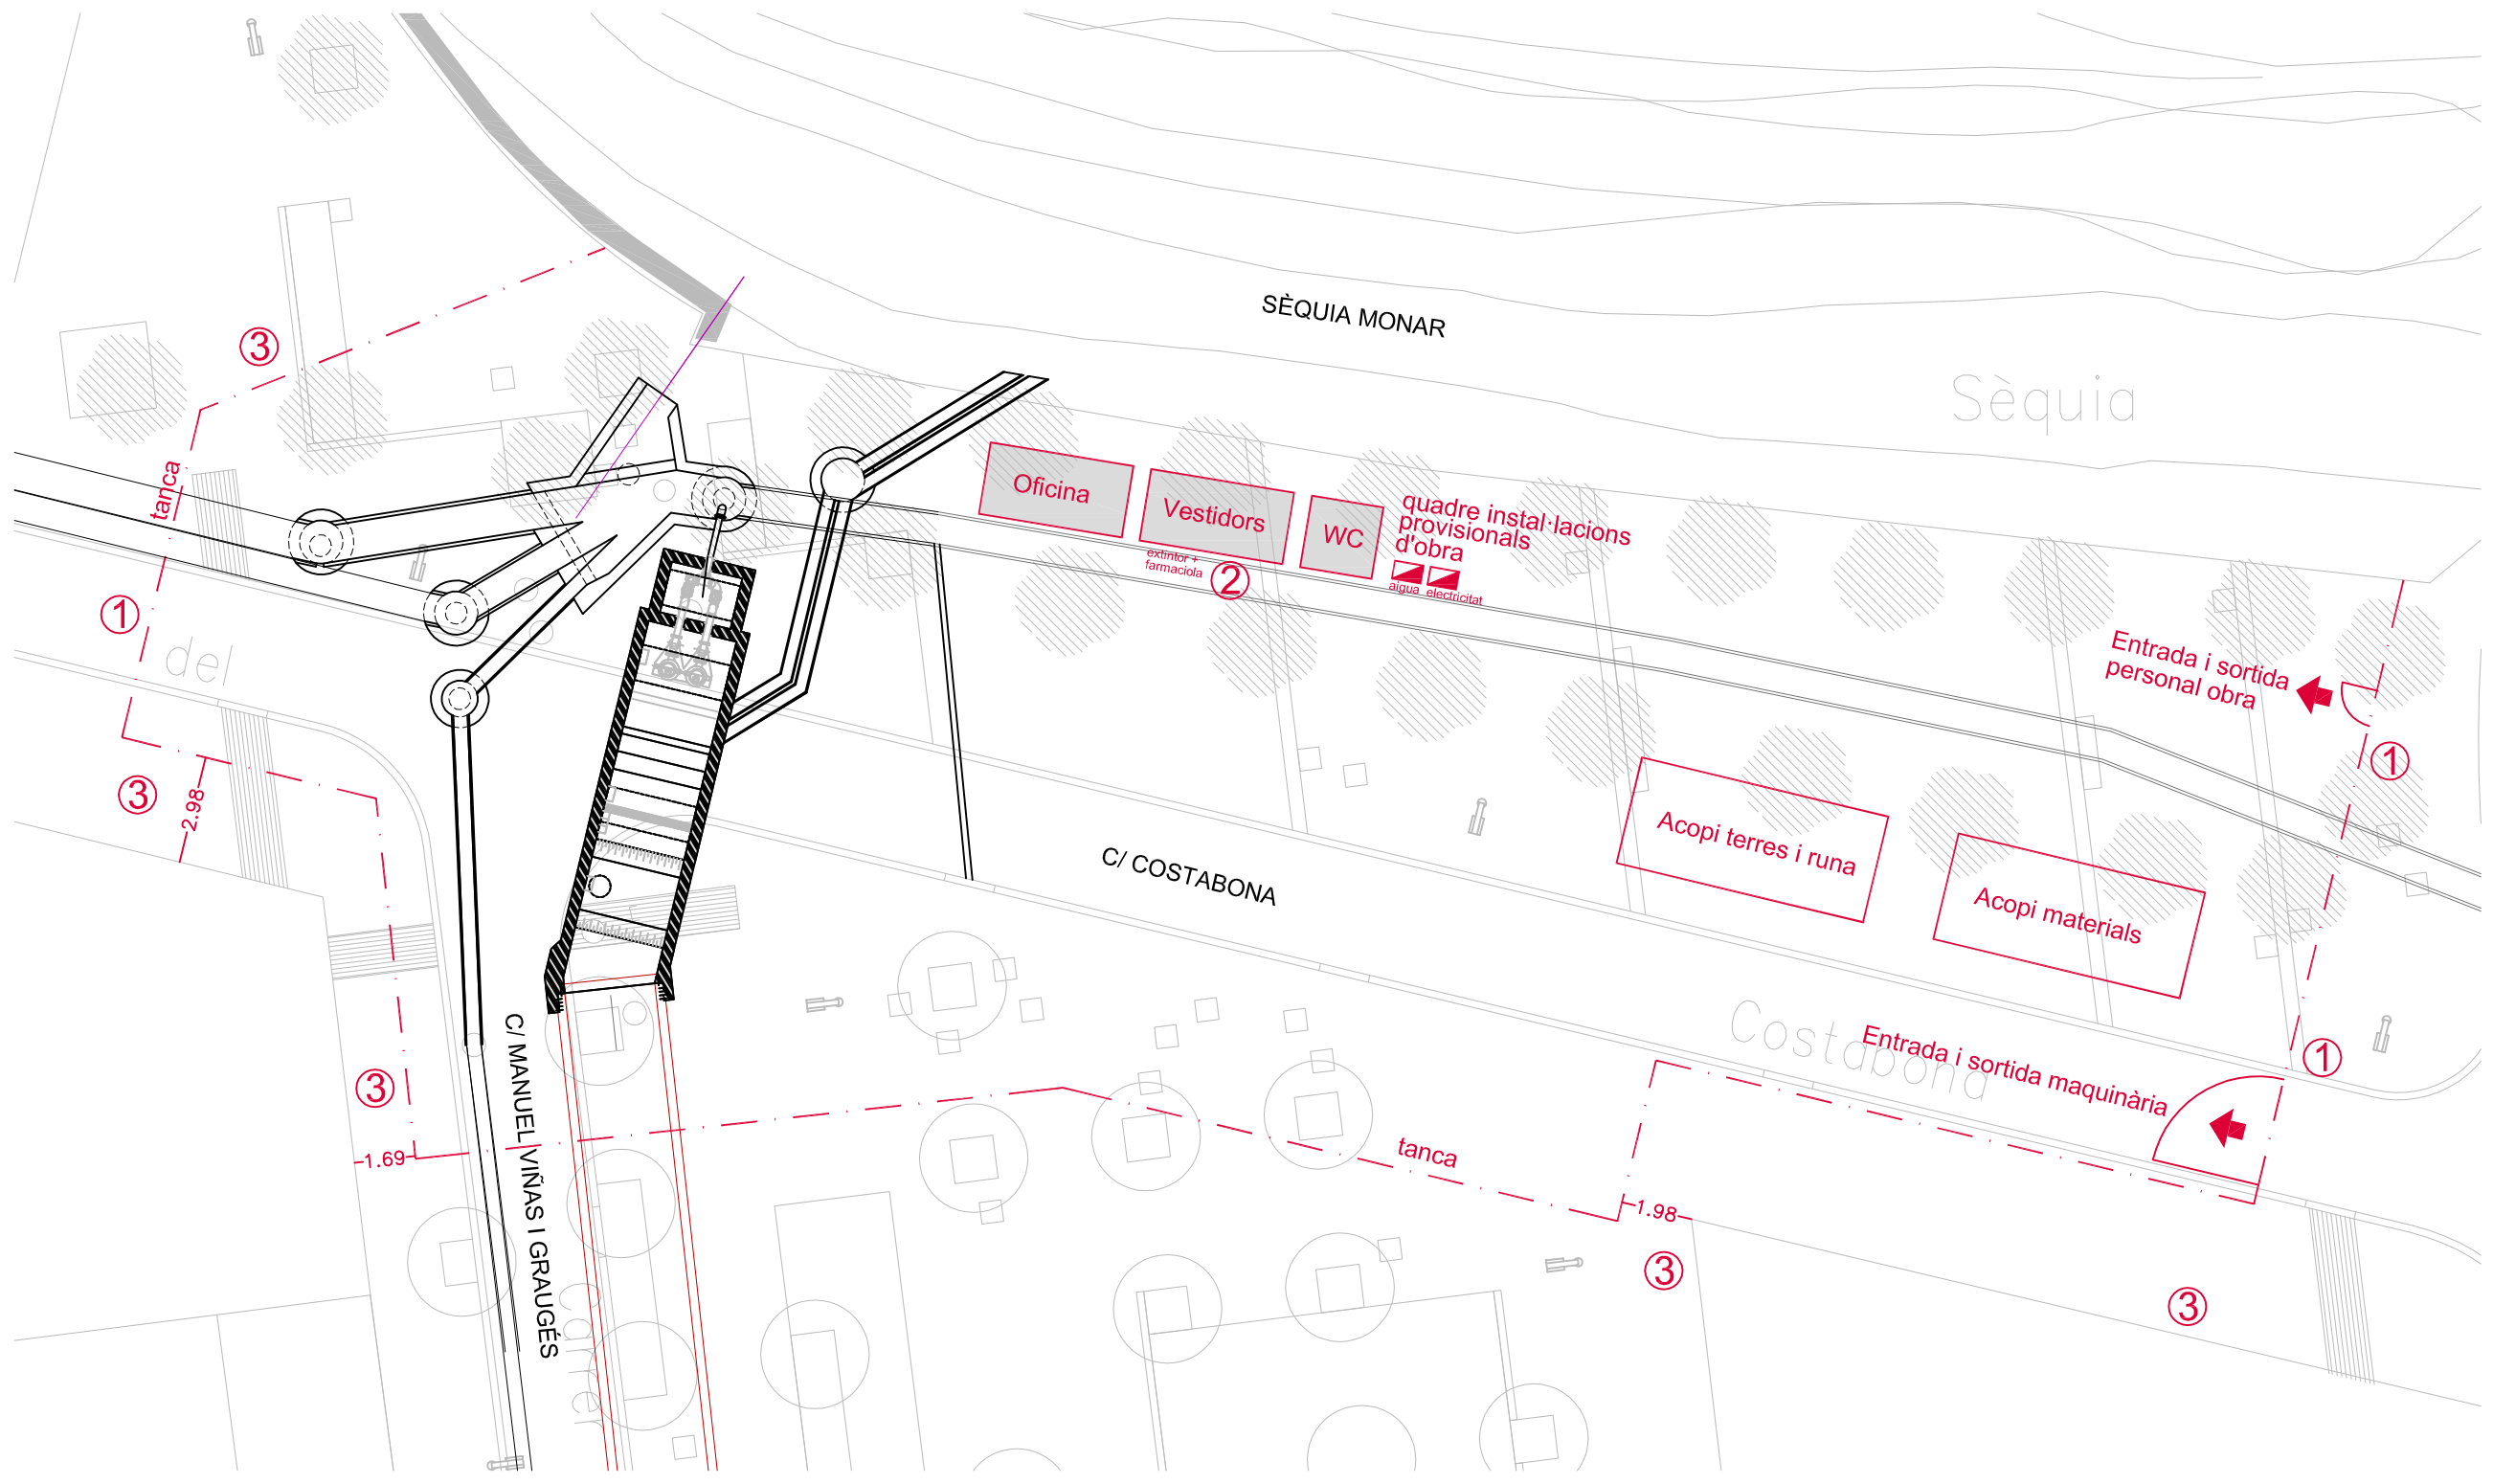 SÈQUIA MONAR
Sèquia
3
tanca
Oficina
Vestidors
WC
quadre instal·lacions
provisionals
d'obra
extintor +
farmaciola
2
aigua
electricitat
1
del
Entrada i sortida
personal obra
1
3
2.98
Acopi terres i runa
C/ COSTABONA
Acopi materials
Costabona
Entrada i sortida maquinària
1
C/ MANUEL VIÑAS I GRAUGÉS
3
1.69
tanca
1.98
3
3